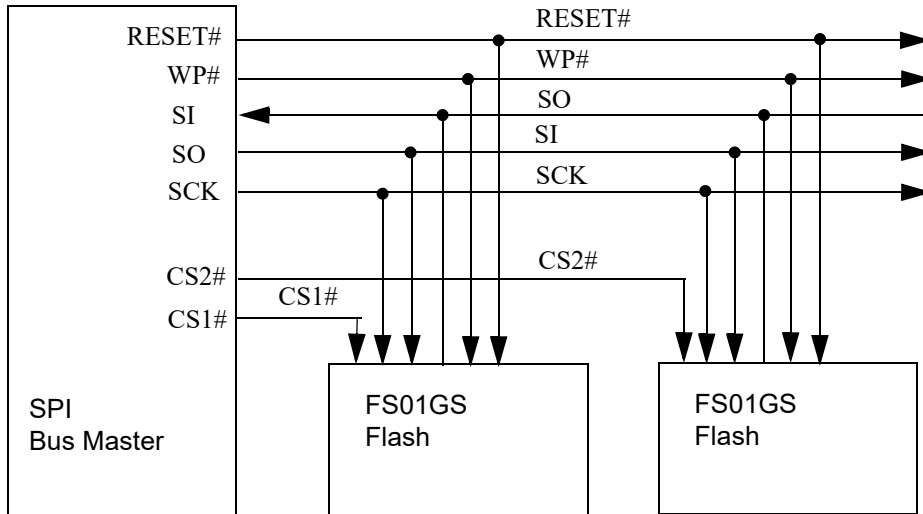 RESET#
RESET#
WP#
WP#
SI
SO
SO
SI
SCK
SCK
CS2#
CS2#
CS1#
CS1#
SPI
Bus Master
FS01GS
Flash
FS01GS
Flash